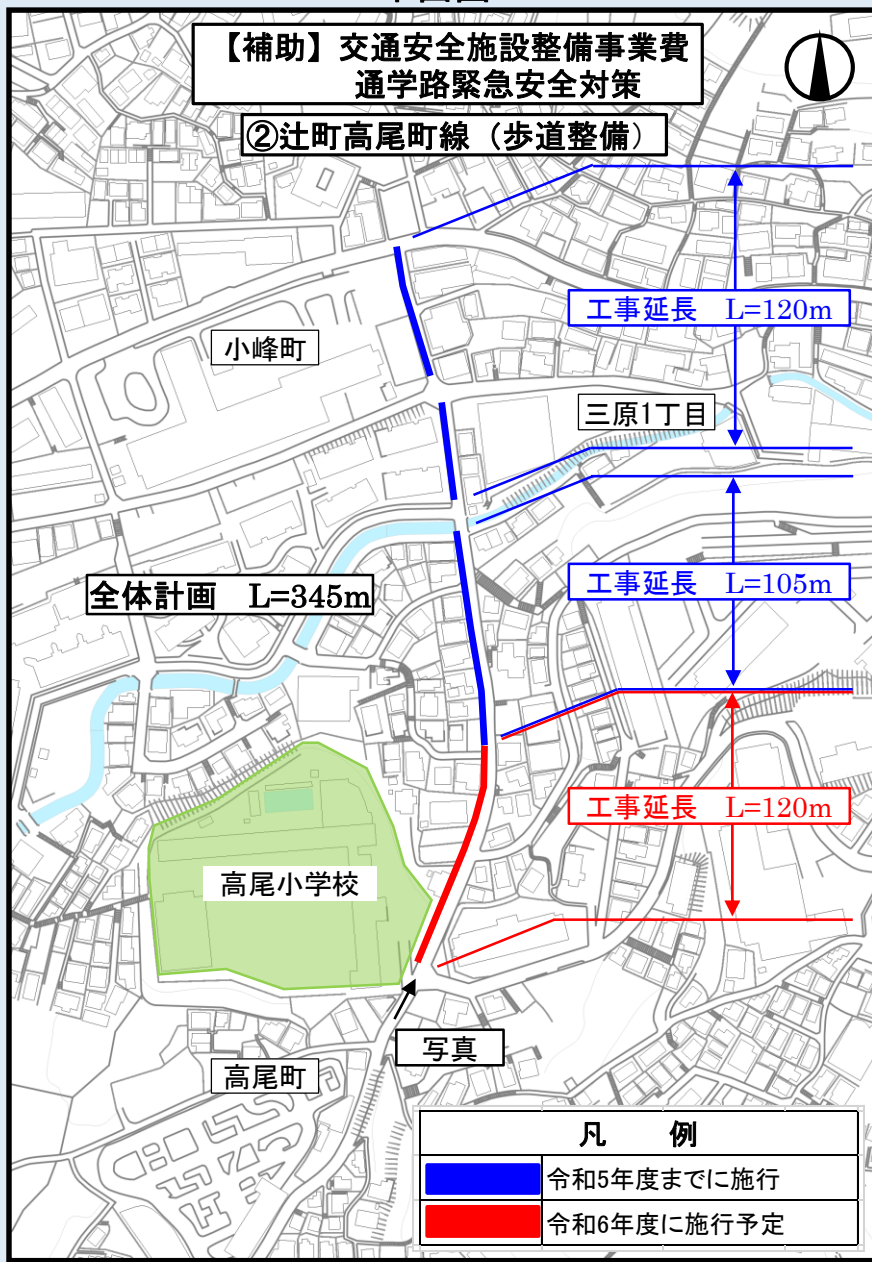 【補助】交通安全施設整備事業費
通学路緊急安全対策
②辻町高尾町線（歩道整備）
工事延長 L=120m
小峰町
三原1丁目
工事延長 L=105m
全体計画 L=345m
工事延長 L=120m
高尾小学校
写真
高尾町
凡 例
令和5年度までに施行
令和6年度に施行予定